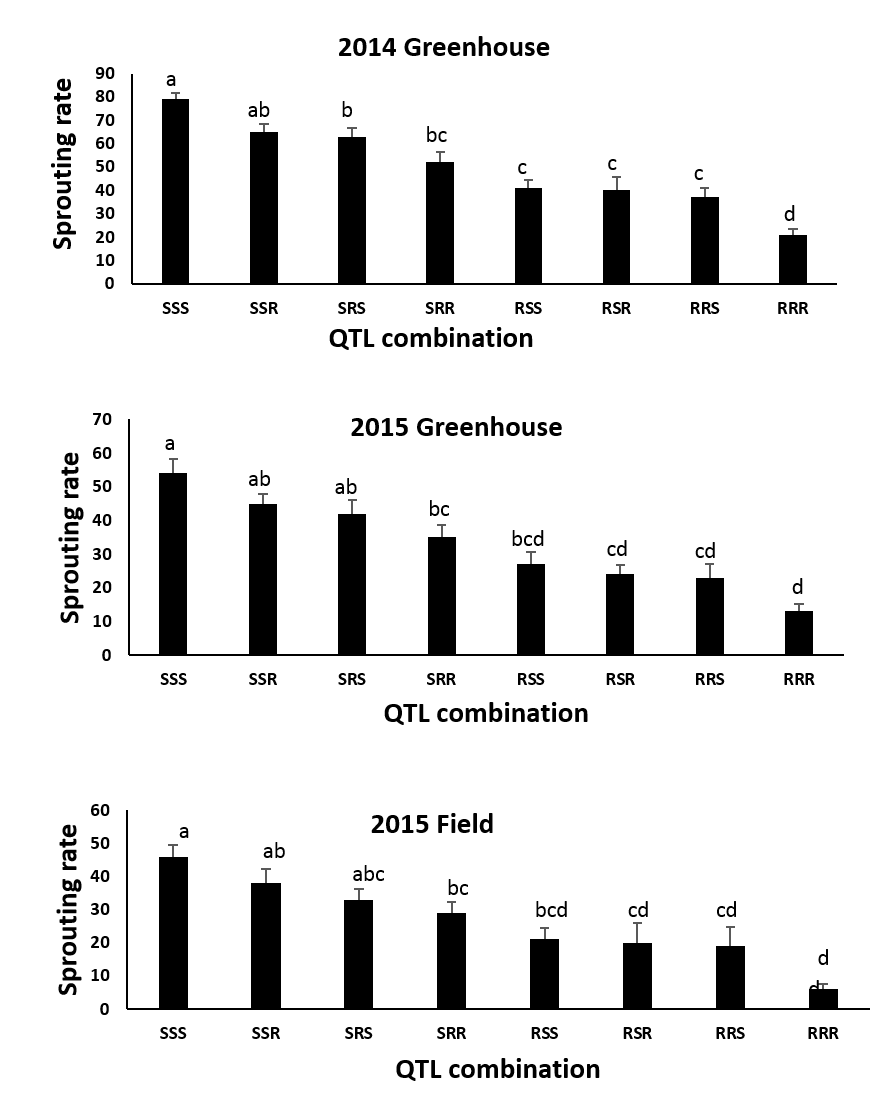 2014 Greenhouse
Sprouting rate
90
80
70
60
50
40
30
20
10
0
a ab b bc c c c d
SSS SSR SRS SRR RSS RSR RRS RRR
QTL combination
2015 Greenhouse
Sprouting rate
70
60
50
40
30
20
10
0
a ab ab bc bcd cd cd d
SSS SSR SRS SRR RSS RSR RRS RRR
QTL combination
2015 Field
Sprouting rate
60
50
40
30
20
10
0
a ab abc bc bcd cd cd d
d
SSS SSR SRS SRR RSS RSR RRS RRR
QTL combination